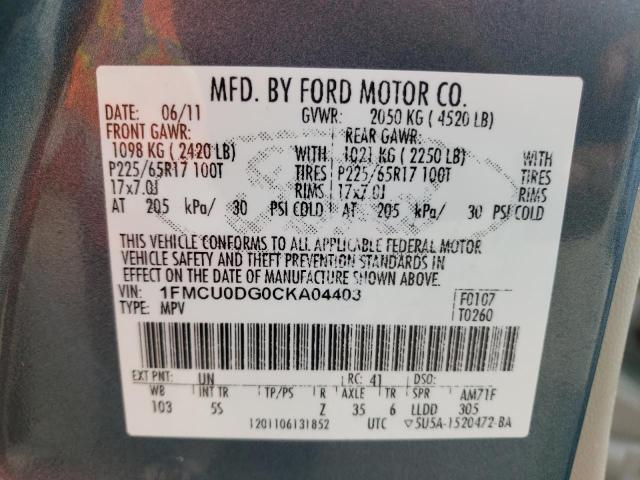 MFD. BY FORD MOTOR CO.
DATE: 06/11 GVWR: 2050 KG ( 4520 LB)
FRONT GAWR: REAR GAWR:
1098 KG ( 2420 LB) WITH 1021 KG ( 2250 LB) WITH
P225/65R17 100T TIRES P225/65R17 100T TIRES
17x7.0J RIMS 17x7.0J RIMS
AT 205 kPa/ 30 PSI COLD AT 205 kPa/ 30 PSI COLD
THIS VEHICLE CONFORMS TO ALL APPLICABLE FEDERAL MOTOR
VEHICLE SAFETY AND THEFT PREVENTION STANDARDS IN
EFFECT ON THE DATE OF MANUFACTURE SHOWN ABOVE.
VIN: 1FMCU0DG0CKA04403 F0107
TYPE: MPV T0260
EXT PNT: UN RC: 41 DSO:
WB INT TR TP/PS R AXLE TR SPR AM71F
103 5S Z 35 6 LLDD 305
1201106131852 UTC ▽5U5A-1520472-BA